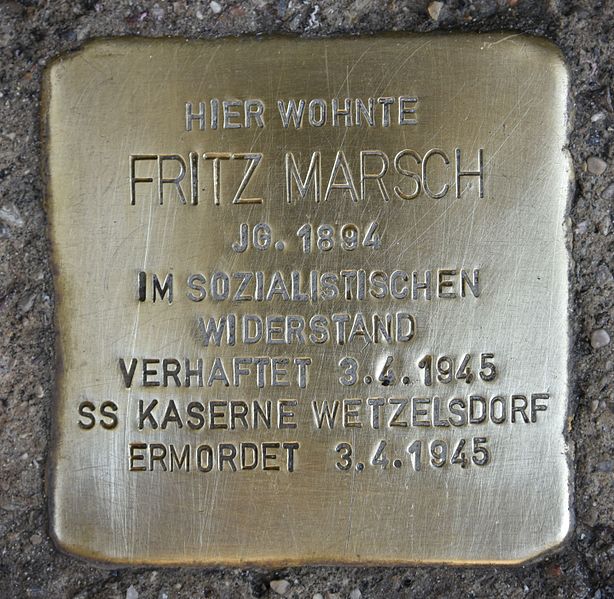 HIER WOHNTE
FRITZ MARSCH
JG. 1894
IM SOZIALISTISCHEN
WIDERSTAND
VERHAFTET 3.4.1945
SS KASERNE WETZELSDORF
ERMORDET 3.4.1945